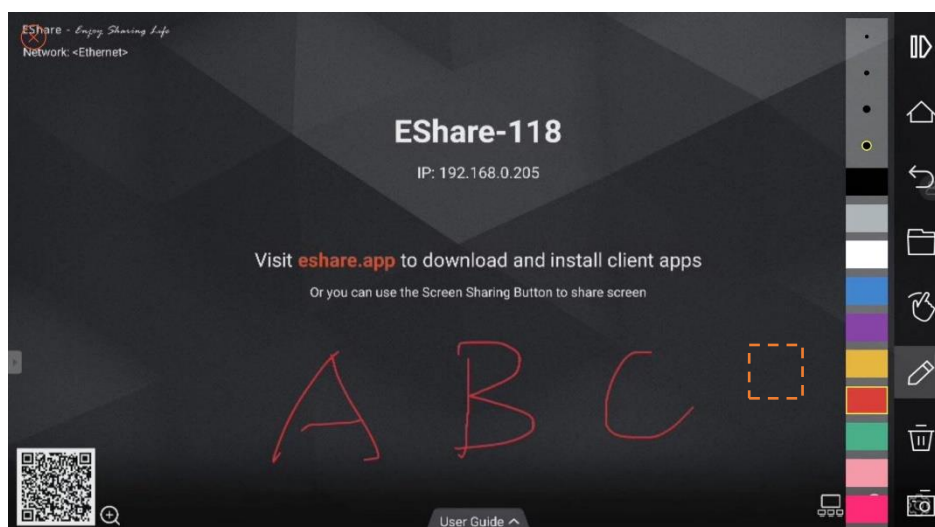 EShare - Enjoy Sharing Life
Network: <Ethernet>
EShare-118
IP: 192.168.0.205
Visit eshare.app to download and install client apps
Or you can use the Screen Sharing Button to share screen
A B C
User Guide